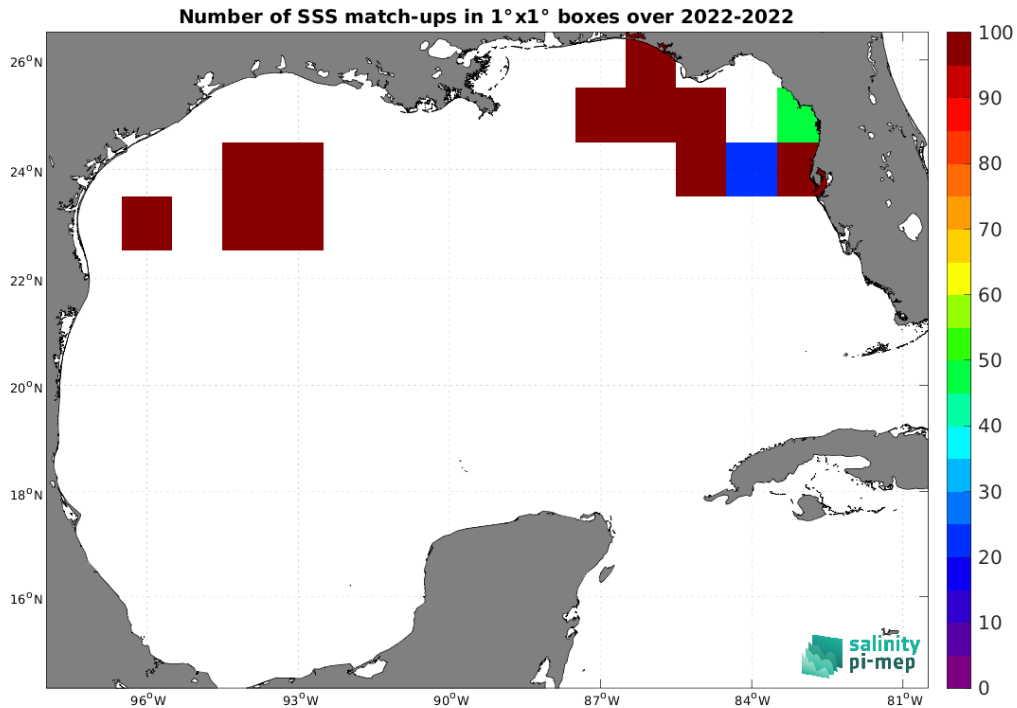 Number of SSS match-ups in 1°x1° boxes over 2022-2022
26°N
24°N
22°N
20°N
18°N
16°N
96°W
93°W
90°W
87°W
84°W
81°W
100
90
80
70
60
50
40
30
20
10
0
salinity
pi-mep